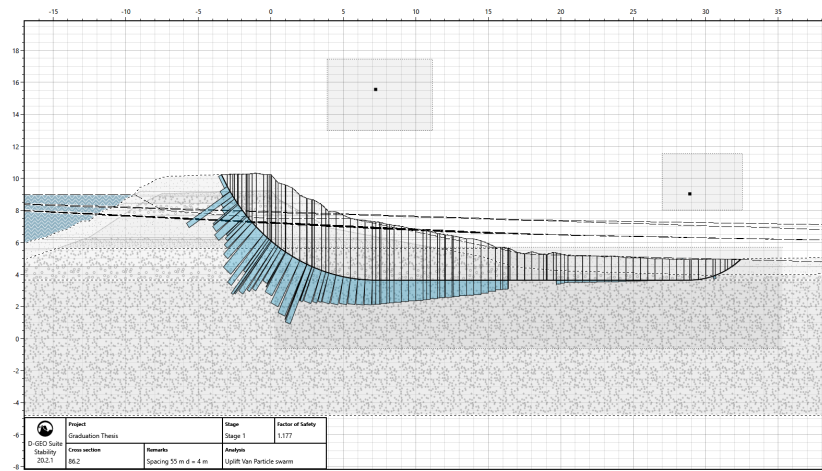 -15 -10 -5 0 5 10 15 20 25 30 35
18
16
14
12
10
8
6
4
2
0
-2
-4
-6
-8
D-GEO Suite
Stability
20.2.1
Project
Graduation Thesis
Stage
Stage 1
Factor of Safety
1.177
Cross section
86.2
Remarks
Spacing 55 m d = 4 m
Analysis
Uplift Van Particle swarm